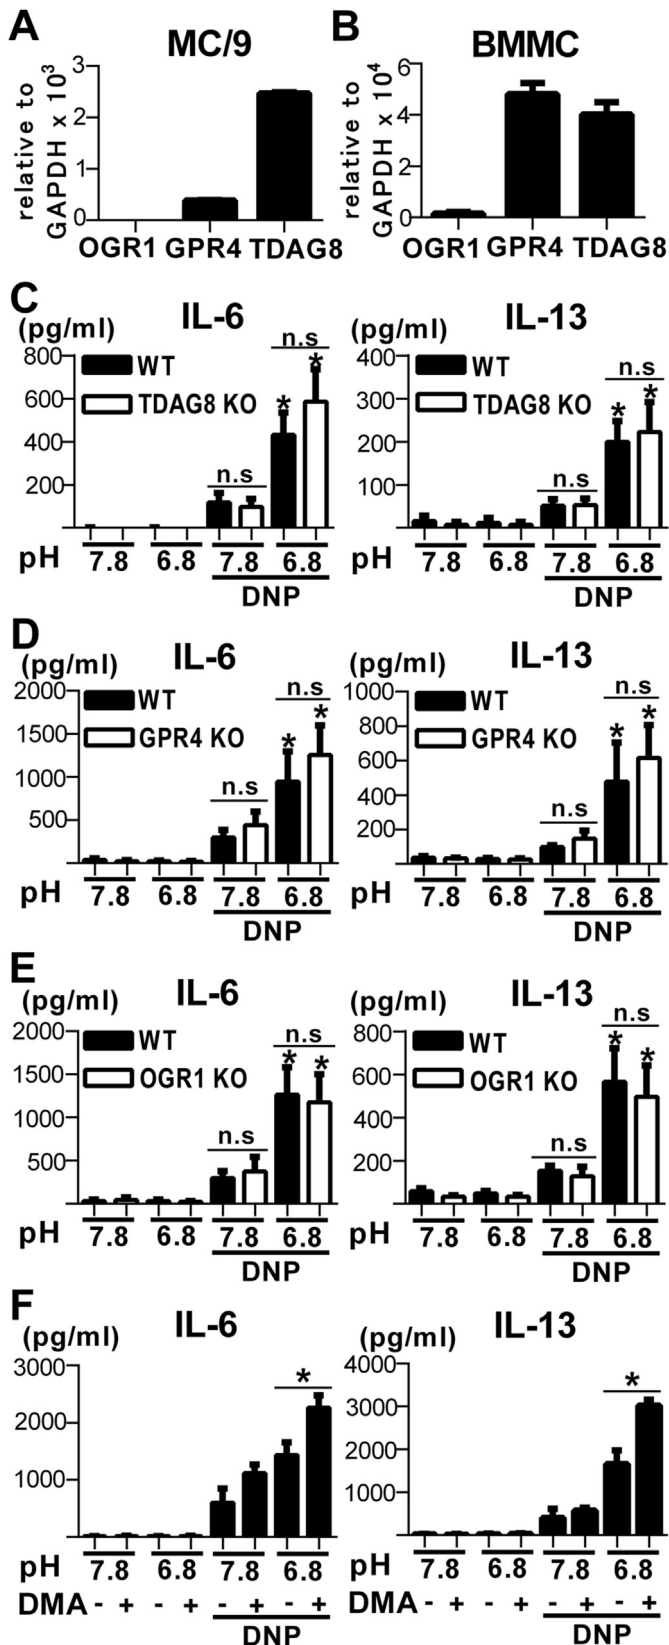 A MC/9 B BMMC
relative to GAPDH x 10³
3
2
1
0
OGR1 GPR4 TDAG8
relative to GAPDH x 10⁴
6
4
2
0
OGR1 GPR4 TDAG8
C
(pg/ml) IL-6
800
600
400
200
WT
TDAG8 KO
n.s
n.s
* *
pH 7.8 6.8 7.8 6.8
DNP
(pg/ml) IL-13
400
300
200
100
WT
TDAG8 KO
n.s
n.s
* *
7.8 6.8 7.8 6.8
DNP
D
(pg/ml) IL-6
2000
1500
1000
500
WT
GPR4 KO
n.s
n.s
* *
pH 7.8 6.8 7.8 6.8
DNP
(pg/ml) IL-13
1000
800
600
400
200
WT
GPR4 KO
n.s
n.s
* *
pH 7.8 6.8 7.8 6.8
DNP
E
(pg/ml) IL-6
2000
1500
1000
500
WT
OGR1 KO
n.s
n.s
* *
pH 7.8 6.8 7.8 6.8
DNP
(pg/ml) IL-13
800
600
400
200
WT
OGR1 KO
n.s
n.s
* *
pH 7.8 6.8 7.8 6.8
DNP
F
(pg/ml) IL-6
3000
2000
1000
*
pH 7.8 6.8 7.8 6.8
DMA - + - + - + - +
DNP
(pg/ml) IL-13
4000
3000
2000
1000
*
pH 7.8 6.8 7.8 6.8
DMA - + - + - + - +
DNP